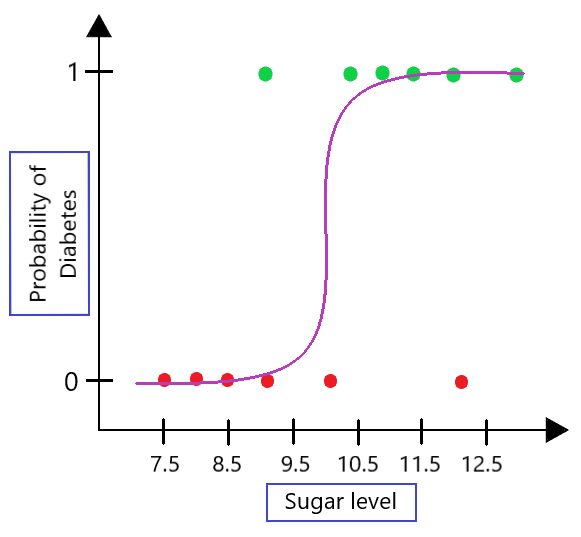 1
Probability of
Diabetes
0
7.5 8.5 9.5 10.5 11.5 12.5
Sugar level